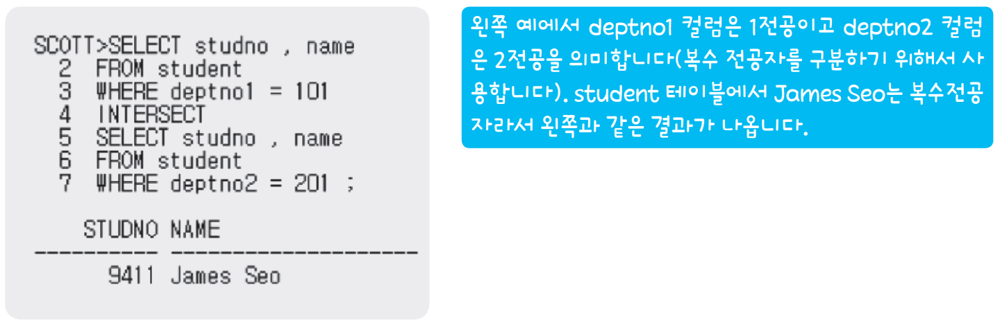 SCOTT>SELECT studno , name
2 FROM student
3 WHERE deptno1 = 101
4 INTERSECT
5 SELECT studno , name
6 FROM student
7 WHERE deptno2 = 201 ;
STUDNO NAME
---------- --------------------
9411 James Seo
왼쪽 예에서 deptno1 컬럼은 1전공이고 deptno2 컬럼
은 2전공을 의미합니다(복수 전공자를 구분하기 위해서 사
용합니다). student 테이블에서 James Seo는 복수전공
자라서 왼쪽과 같은 결과가 나옵니다.